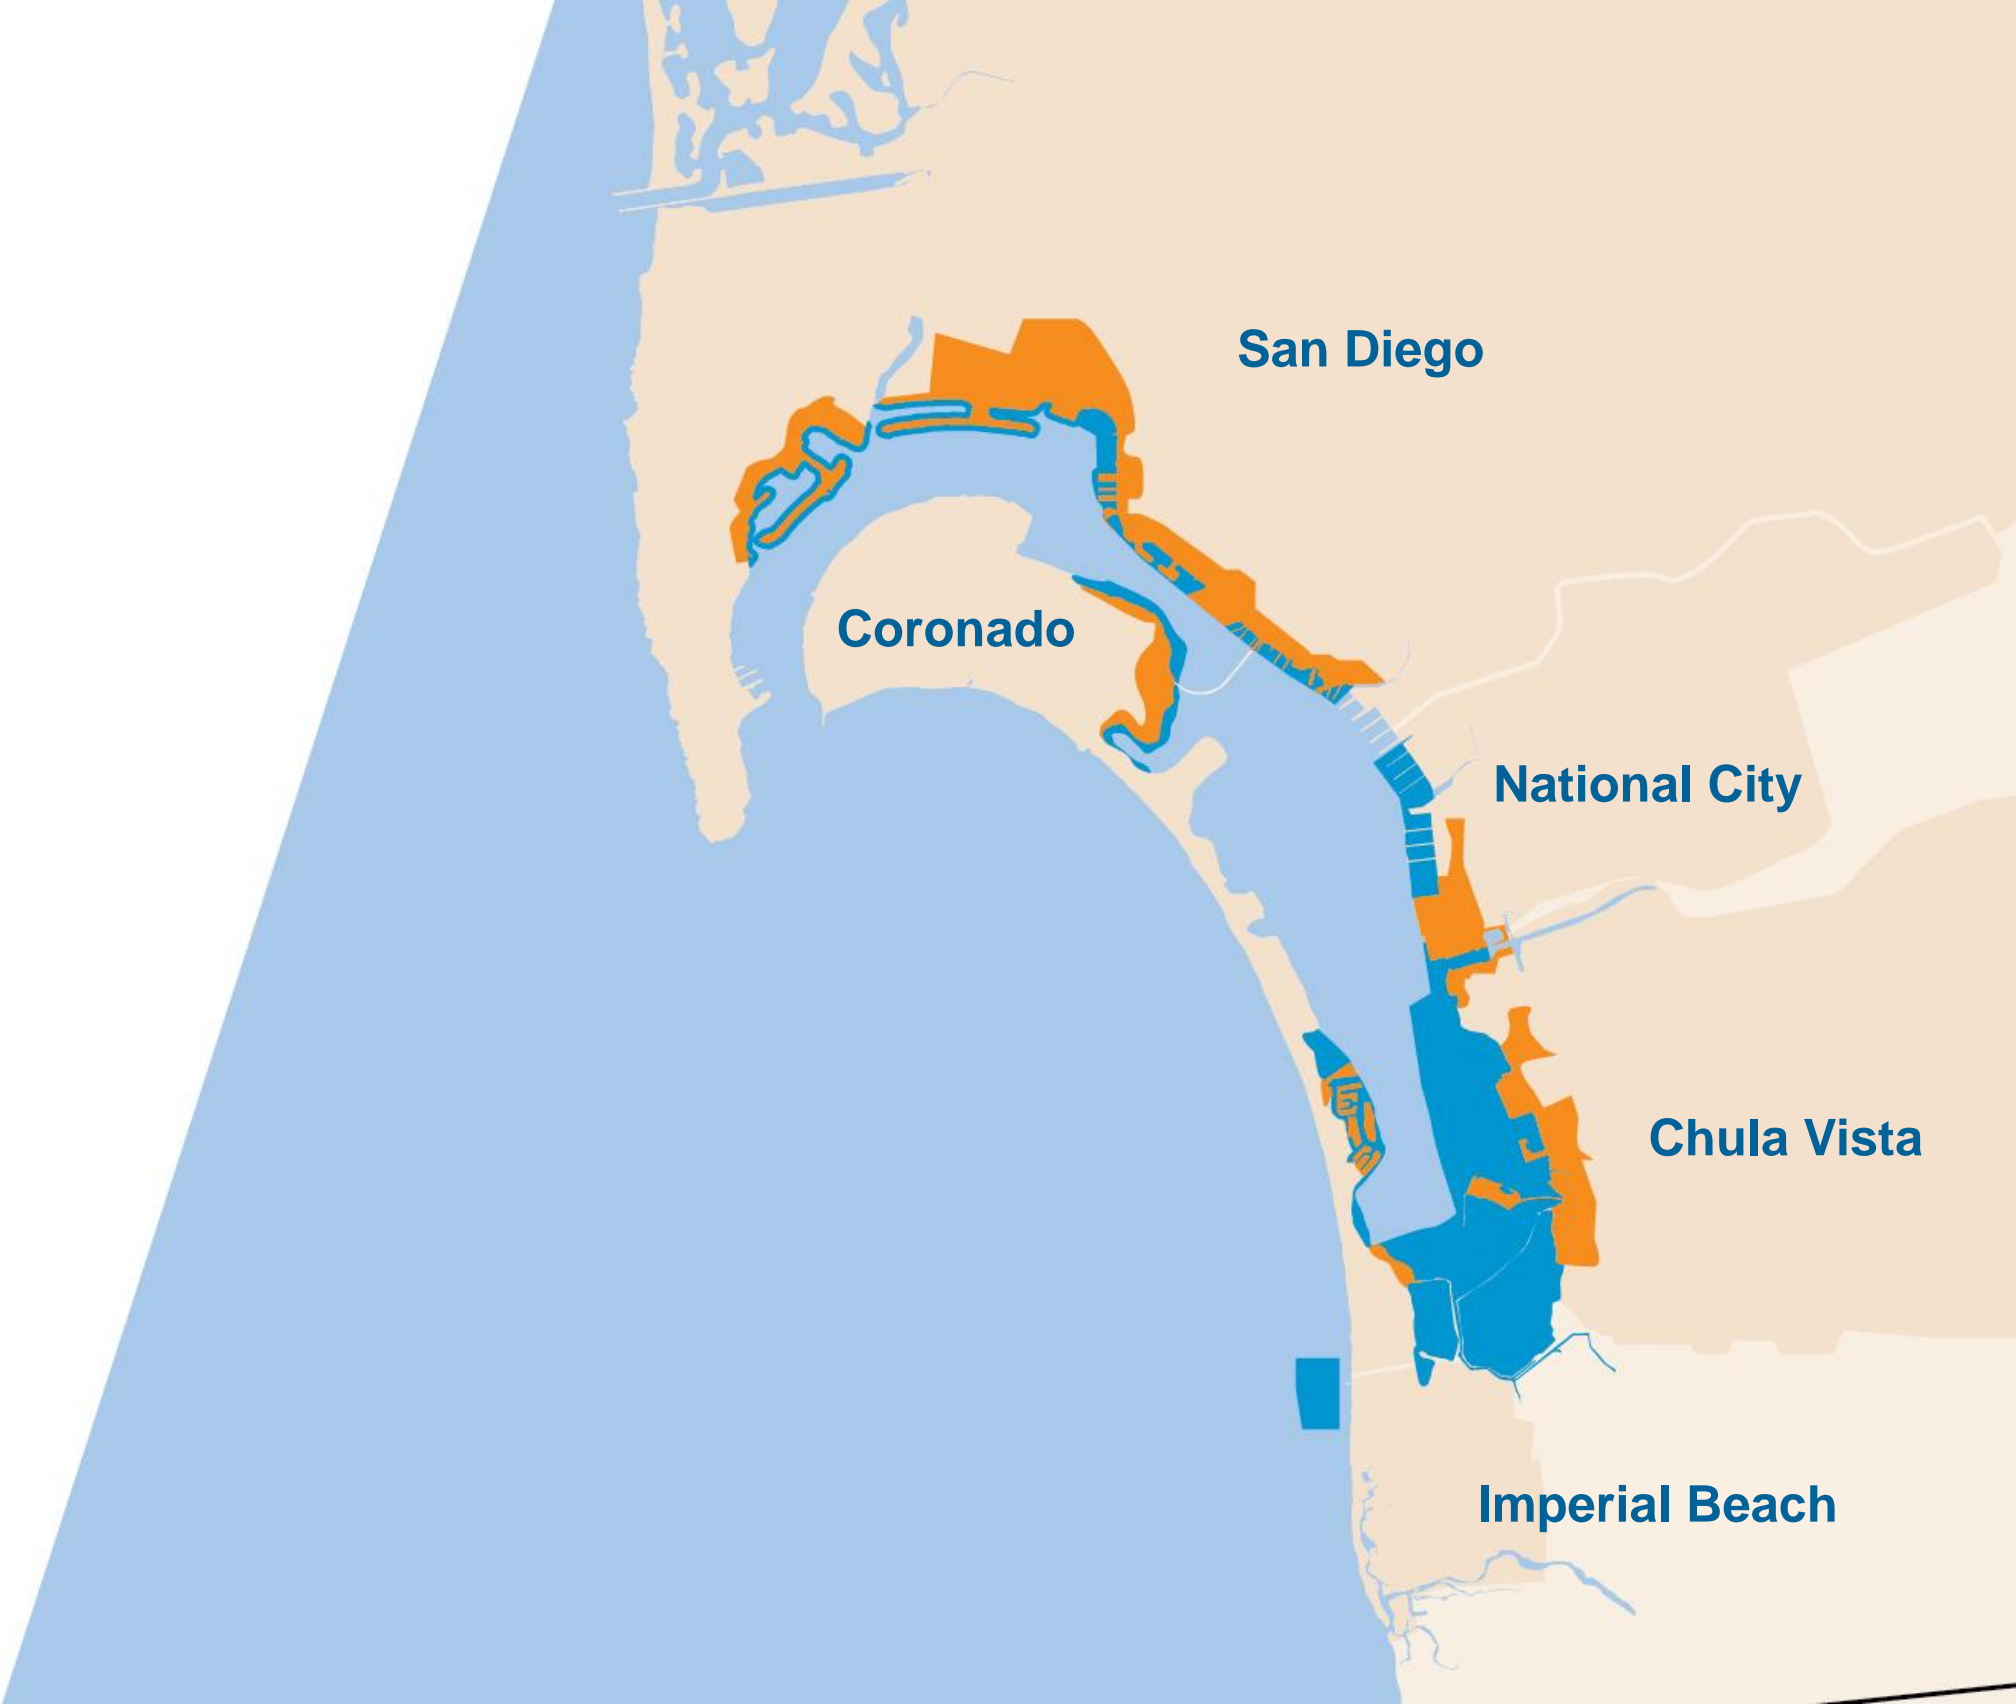 San Diego
Coronado
National City
Chula Vista
Imperial Beach